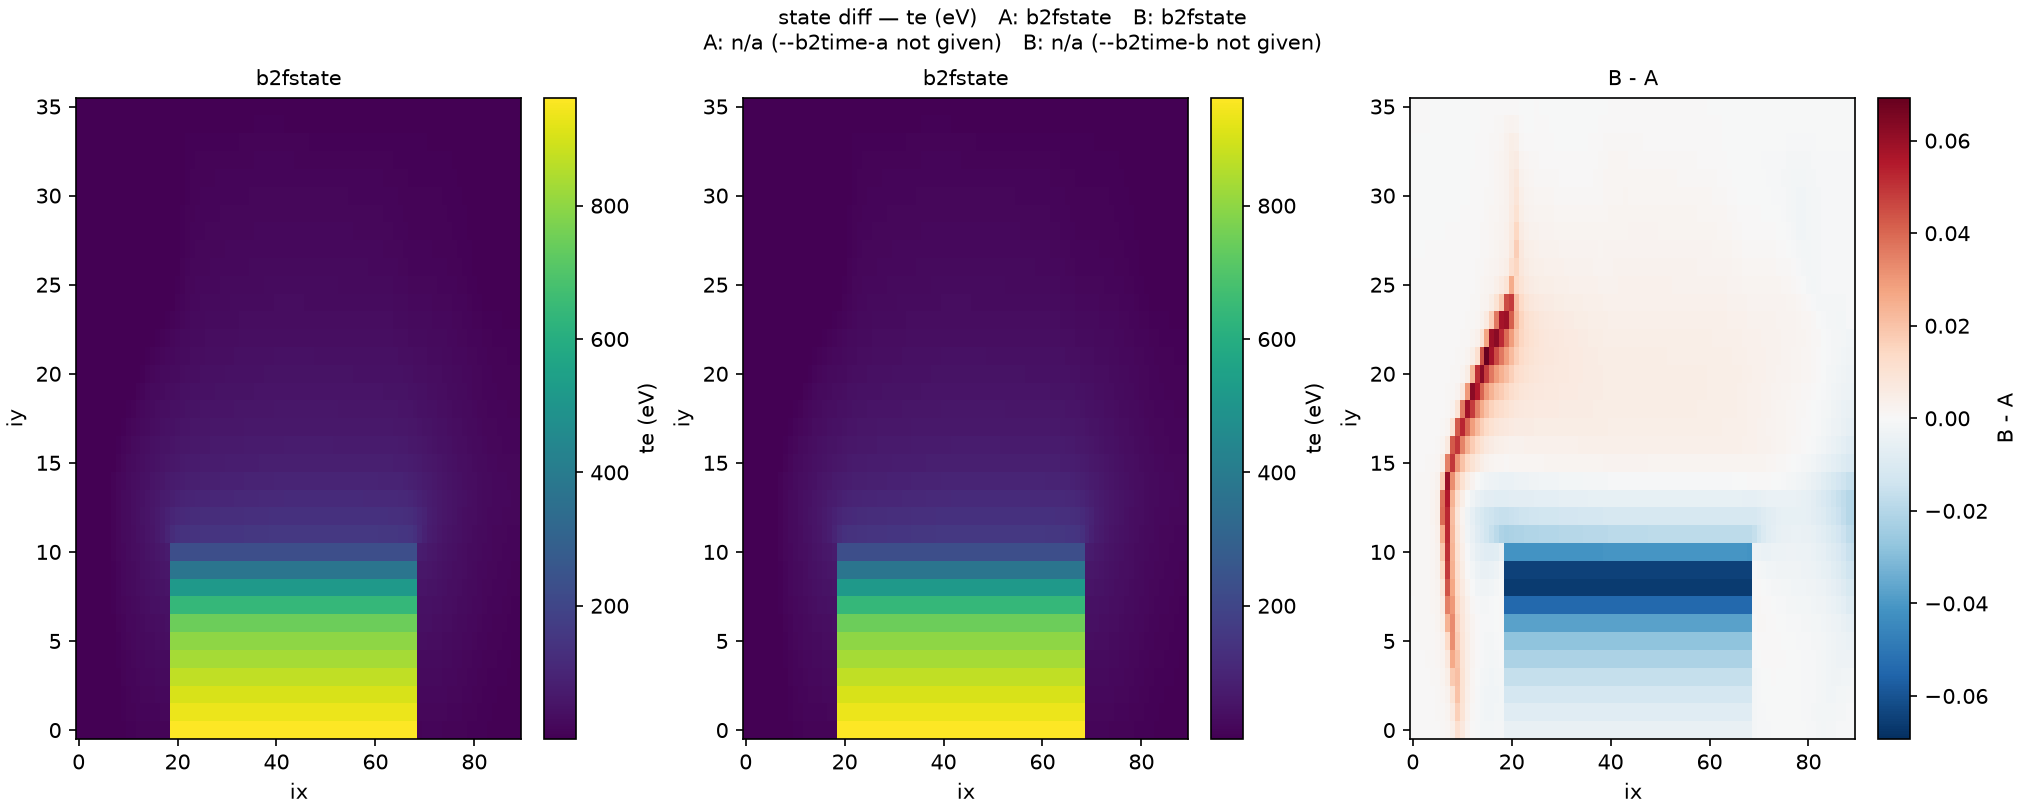 state diff — te (eV)   A: b2fstate   B: b2fstate
A: n/a (--b2time-a not given)   B: n/a (--b2time-b not given)
b2fstate
35
30
25
20
15
10
5
0
iy
0 20 40 60 80
ix
800
600
400
200
te (eV)
b2fstate
35
30
25
20
15
10
5
0
iy
0 20 40 60 80
ix
800
600
400
200
te (eV)
B - A
35
30
25
20
15
10
5
0
iy
0 20 40 60 80
ix
0.06
0.04
0.02
0.00
−0.02
−0.04
−0.06
B - A